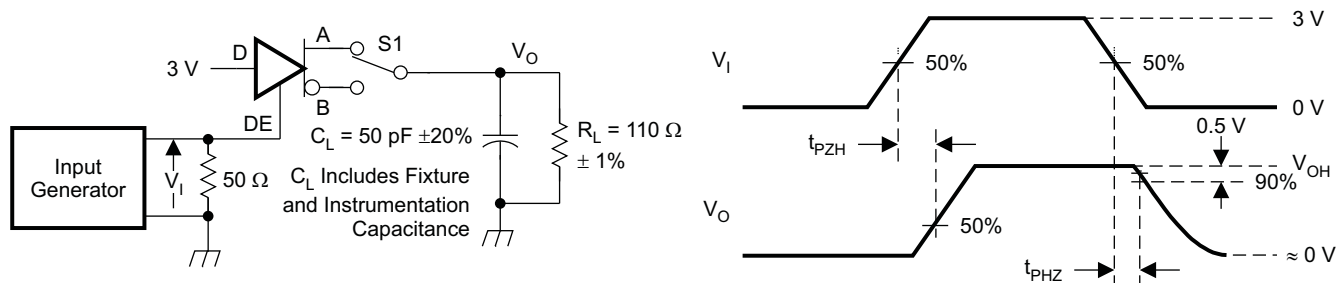 A
S1
D
3 V
B
DE
V_O
Input
Generator
V_I
50 Ω
C_L = 50 pF ±20%
C_L Includes Fixture
and Instrumentation
Capacitance
R_L = 110 Ω
± 1%
3 V
V_I
50%
50%
0 V
t_PZH
0.5 V
V_OH
90%
V_O
50%
≈ 0 V
t_PHZ